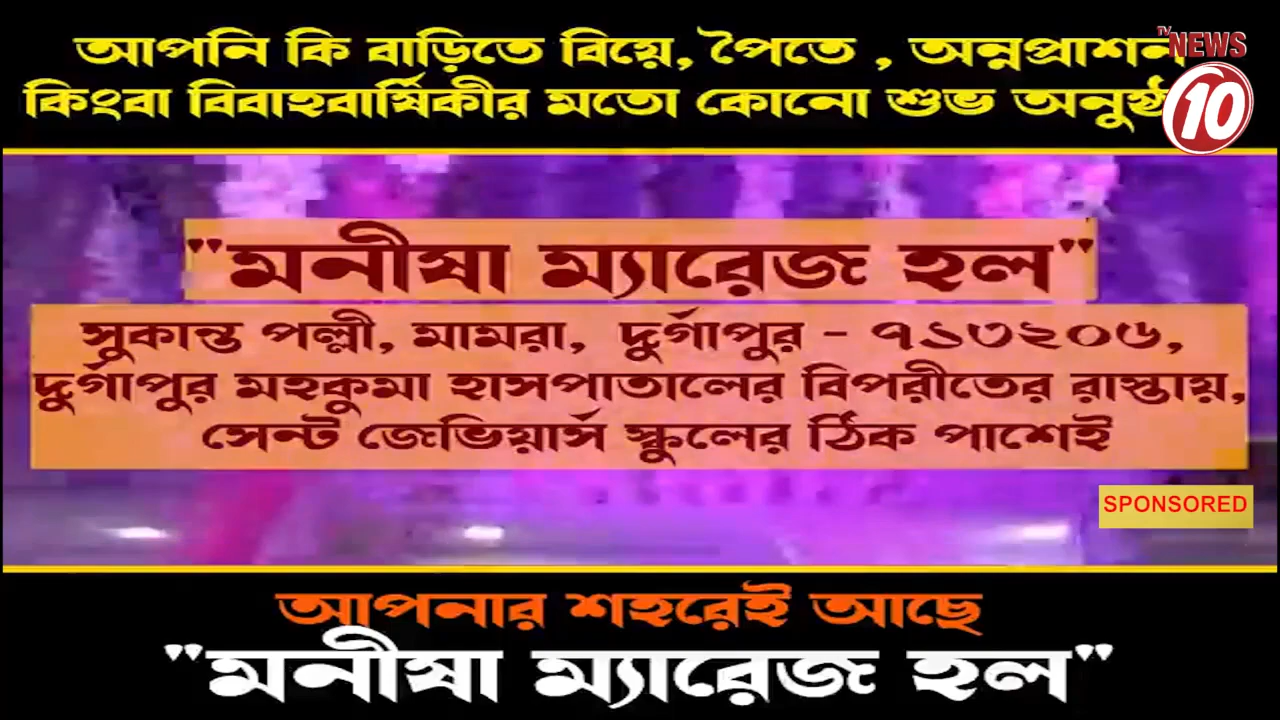 আপনি কি বাড়িতে বিয়ে, পৈতে , অন্নপ্রাশন
কিংবা বিবাহবার্ষিকীর মতো কোনো শুভ
TV NEWS
10
"মনীষা ম্যারেজ হল"
সুকান্ত পল্লী, মামরা, দুর্গাপুর - ৭১৩২০৬,
দুর্গাপুর মহকুমা হাসপাতালের বিপরীতের রাস্তায়,
সেন্ট জেভিয়ার্স স্কুলের ঠিক পাশেই
SPONSORED
আপনার শহরেই আছে
"মনীষা ম্যারেজ হল"